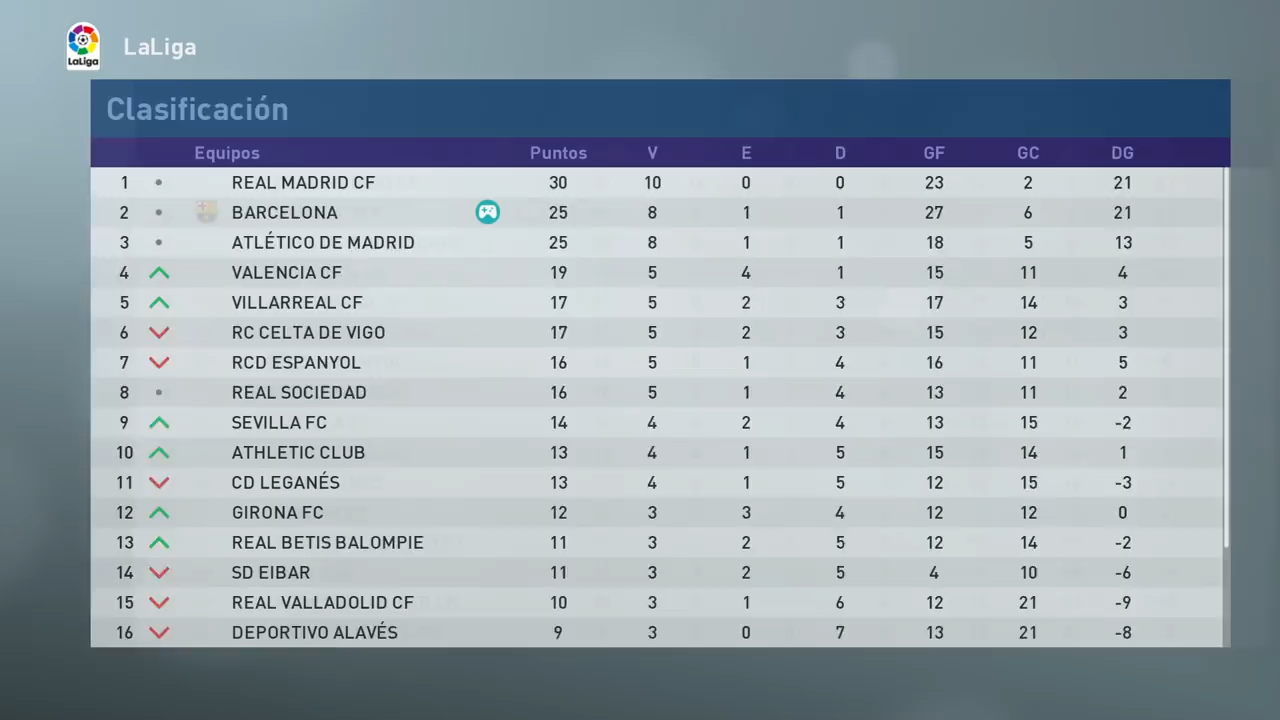 LaLiga
LaLiga
Clasificación
Equipos Puntos V E D GF GC DG
1 REAL MADRID CF 30 10 0 0 23 2 21
2 BARCELONA 25 8 1 1 27 6 21
3 ATLÉTICO DE MADRID 25 8 1 1 18 5 13
4 VALENCIA CF 19 5 4 1 15 11 4
5 VILLARREAL CF 17 5 2 3 17 14 3
6 RC CELTA DE VIGO 17 5 2 3 15 12 3
7 RCD ESPANYOL 16 5 1 4 16 11 5
8 REAL SOCIEDAD 16 5 1 4 13 11 2
9 SEVILLA FC 14 4 2 4 13 15 -2
10 ATHLETIC CLUB 13 4 1 5 15 14 1
11 CD LEGANÉS 13 4 1 5 12 15 -3
12 GIRONA FC 12 3 3 4 12 12 0
13 REAL BETIS BALOMPIE 11 3 2 5 12 14 -2
14 SD EIBAR 11 3 2 5 4 10 -6
15 REAL VALLADOLID CF 10 3 1 6 12 21 -9
16 DEPORTIVO ALAVÉS 9 3 0 7 13 21 -8